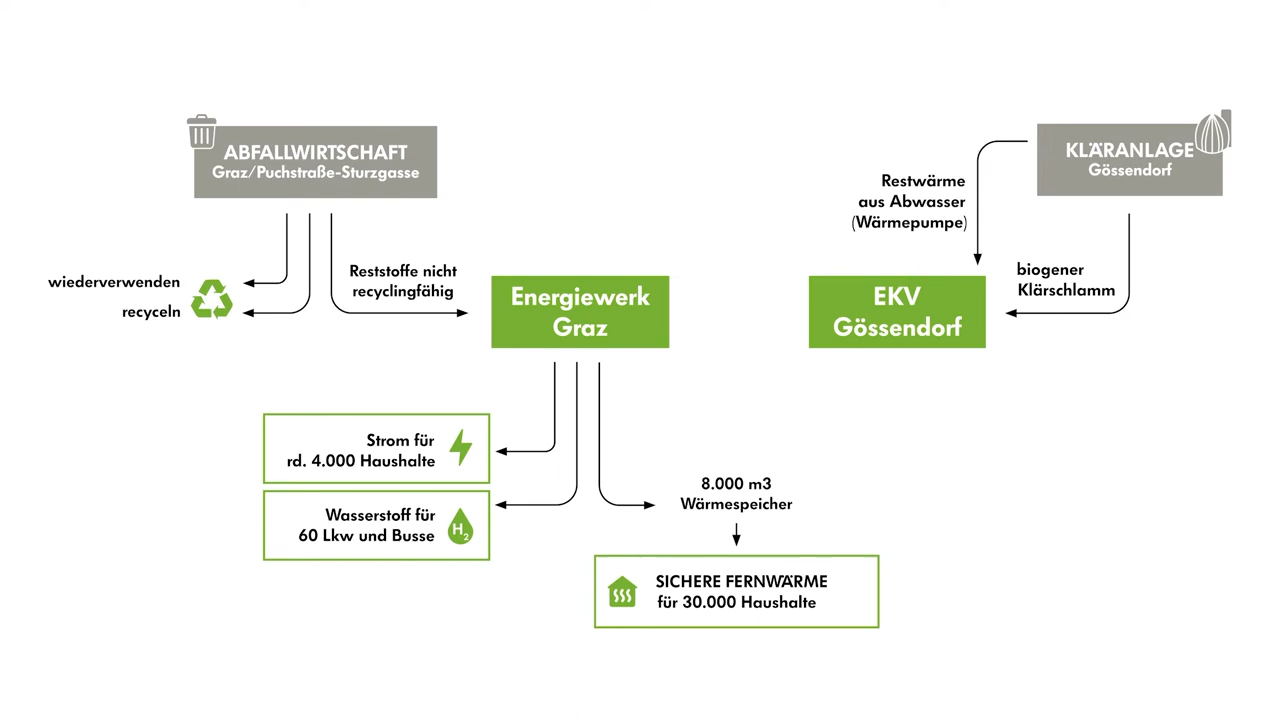 ABFALLWIRTSCHAFT
Graz/Puchstraße-Sturzgasse
KLÄRANLAGE
Gössendorf
Restwärme
aus Abwasser
(Wärmepumpe)
wiederverwenden
recyceln
Reststoffe nicht
recyclingfähig
Energiewerk
Graz
EKV
Gössendorf
biogener
Klärschlamm
Strom für
rd. 4.000 Haushalte
Wasserstoff für
60 Lkw und Busse
H2
8.000 m3
Wärmespeicher
SICHERE FERNWÄRME
für 30.000 Haushalte